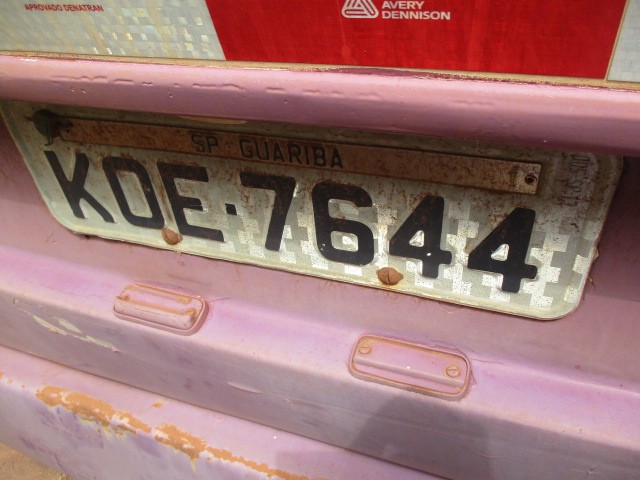 APROVADO DENATRAN
AVERY
DENNISON
SP GUARIBA
KOE·7644